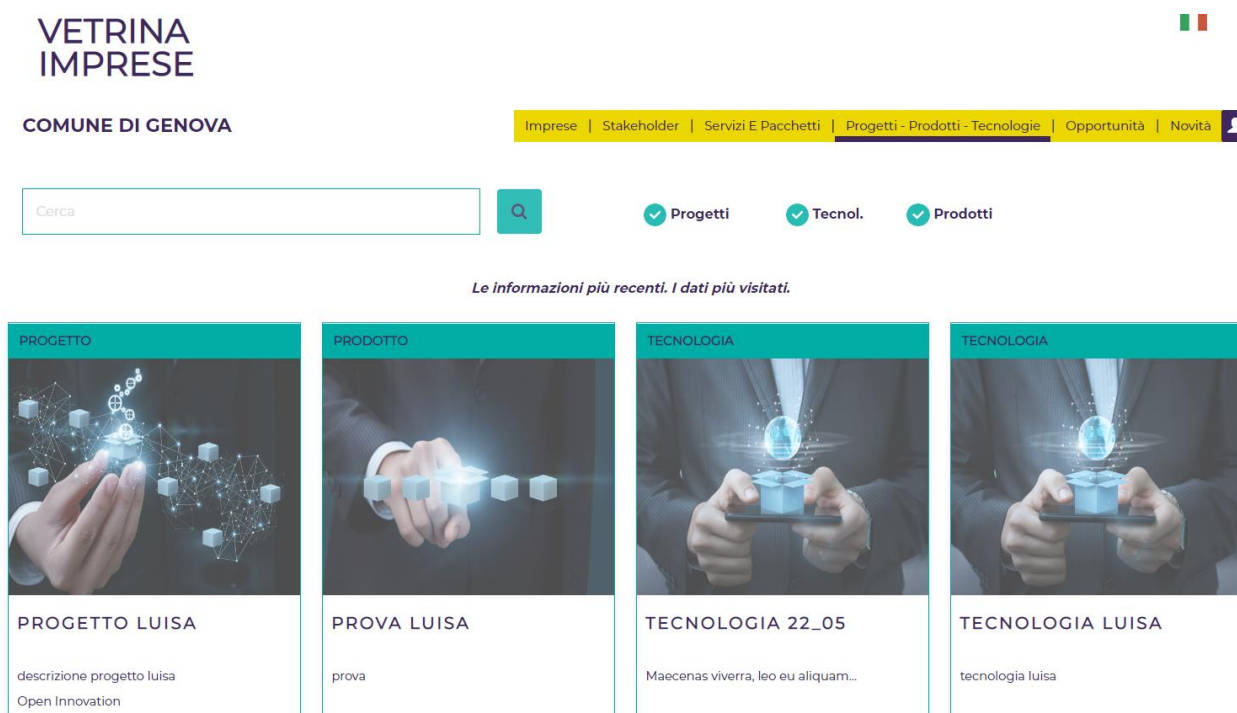 VETRINA
IMPRESE
COMUNE DI GENOVA
Imprese | Stakeholder | Servizi E Pacchetti | Progetti - Prodotti - Tecnologie | Opportunità | Novità
Cerca
Progetti
Tecnol.
Prodotti
Le informazioni più recenti. I dati più visitati.
PROGETTO
PRODOTTO
TECNOLOGIA
TECNOLOGIA
PROGETTO LUISA
PROVA LUISA
TECNOLOGIA 22_05
TECNOLOGIA LUISA
descrizione progetto luisa
Open Innovation
prova
Maecenas viverra, leo eu aliquam...
tecnologia luisa